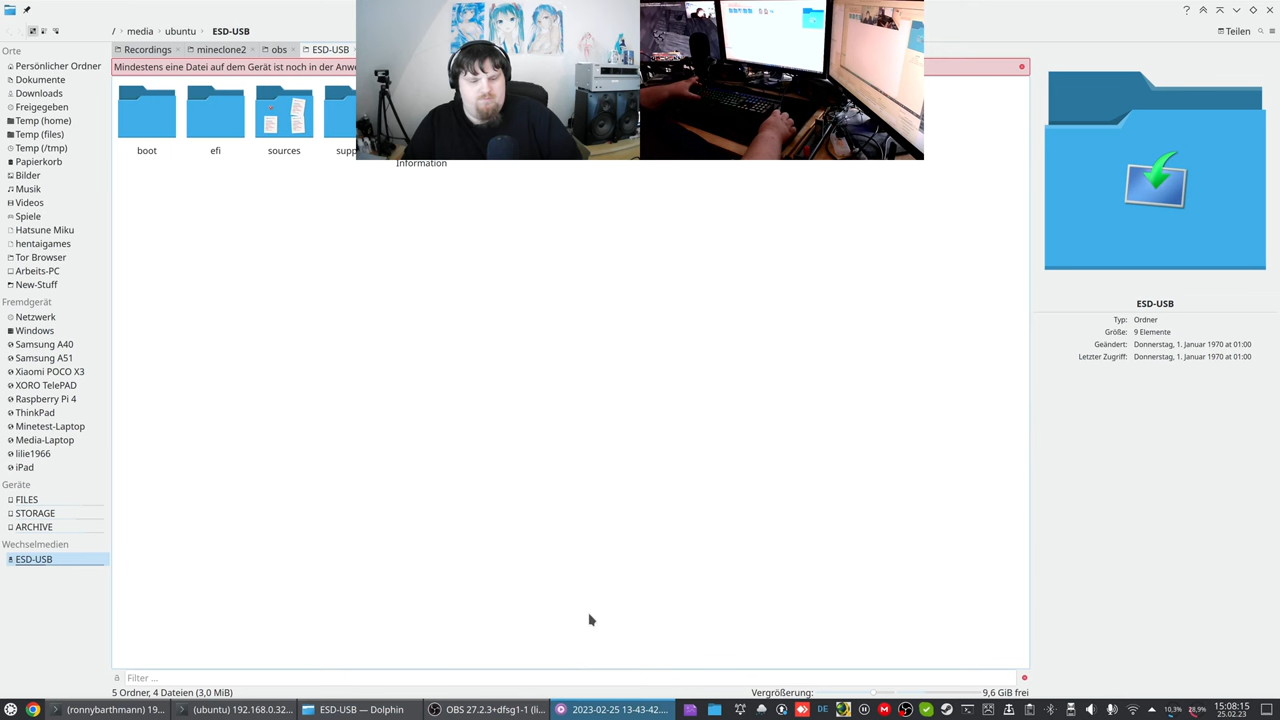 / media › ubuntu › ESD-USB
Teilen
Recordings
mineclone2
obs
ESD-USB
Mindestens eine Datei auf dem Gerät ist noch in der Anwe
Orte
Persönlicher Ordner
Dokumente
Downloads
Freigegeben
Temp (home)
Temp (files)
Temp (/tmp)
Papierkorb
Bilder
Musik
Videos
Spiele
Hatsune Miku
hentaigames
Tor Browser
Arbeits-PC
New-Stuff
Fremdgerät
Netzwerk
Windows
Samsung A40
Samsung A51
Xiaomi POCO X3
XORO TelePAD
Raspberry Pi 4
ThinkPad
Minetest-Laptop
Media-Laptop
lilie1966
iPad
Geräte
FILES
STORAGE
ARCHIVE
Wechselmedien
ESD-USB
boot
efi
sources
supp
Information
ESD-USB
Typ: Ordner
Größe: 9 Elemente
Geändert: Donnerstag, 1. Januar 1970 at 01:00
Letzter Zugriff: Donnerstag, 1. Januar 1970 at 01:00
Filter ...
5 Ordner, 4 Dateien (3,0 MiB)
Vergrößerung:
9,6 GiB frei
(ronnybarthmann) 19...
(ubuntu) 192.168.0.32...
ESD-USB — Dolphin
OBS 27.2.3+dfsg1-1 (li...
2023-02-25 13-43-42....
DE
10,3%
15:08:15
25.02.23